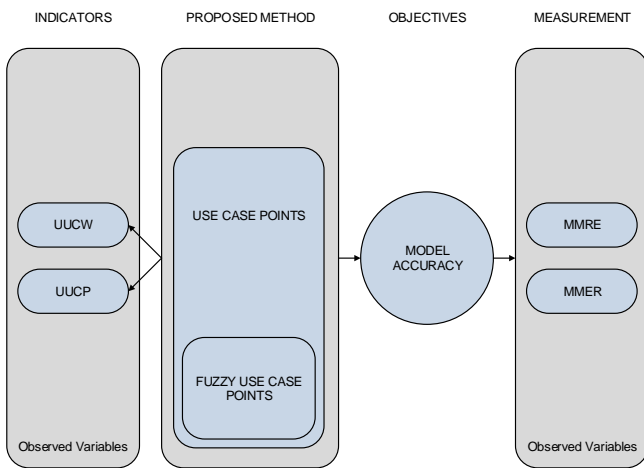 INDICATORS
PROPOSED METHOD
OBJECTIVES
MEASUREMENT
UUCW
UUCP
Observed Variables
USE CASE POINTS
FUZZY USE CASE
POINTS
MODEL
ACCURACY
MMRE
MMER
Observed Variables